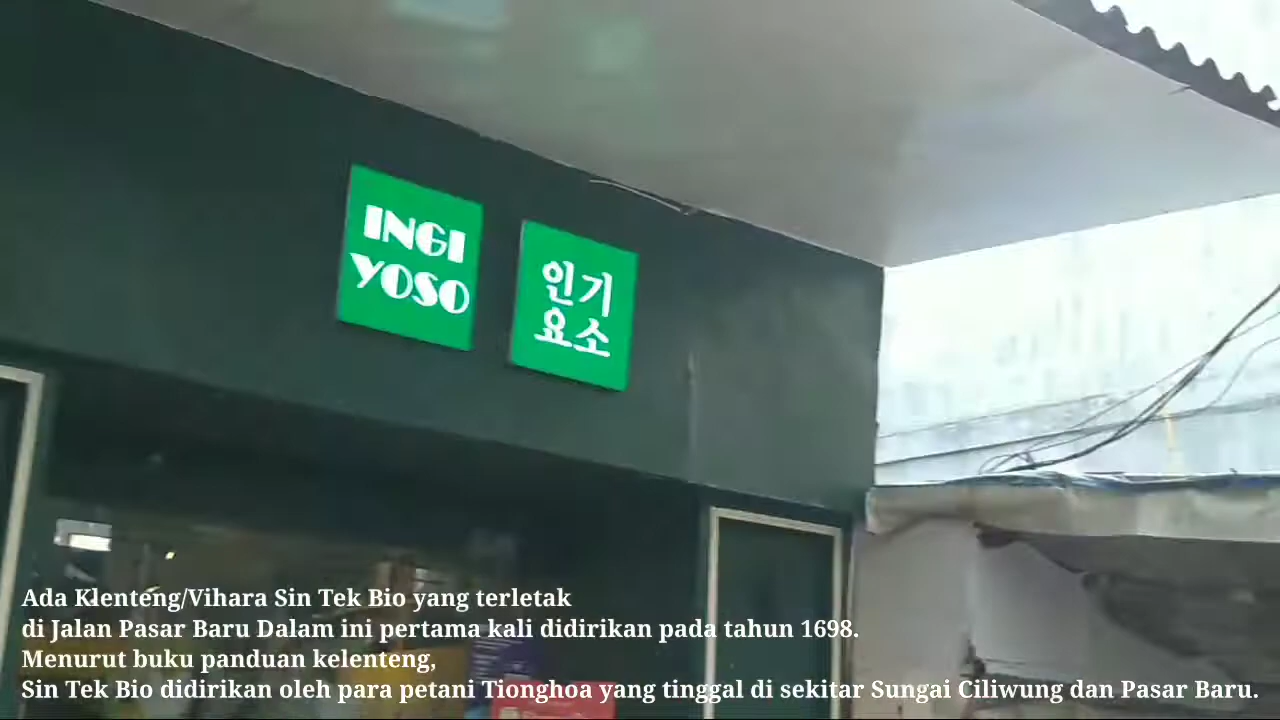 INGI
YOSO
인기
요소
Ada Klenteng/Vihara Sin Tek Bio yang terletak
di Jalan Pasar Baru Dalam ini pertama kali didirikan pada tahun 1698.
Menurut buku panduan kelenteng,
Sin Tek Bio didirikan oleh para petani Tionghoa yang tinggal di sekitar Sungai Ciliwung dan Pasar Baru.